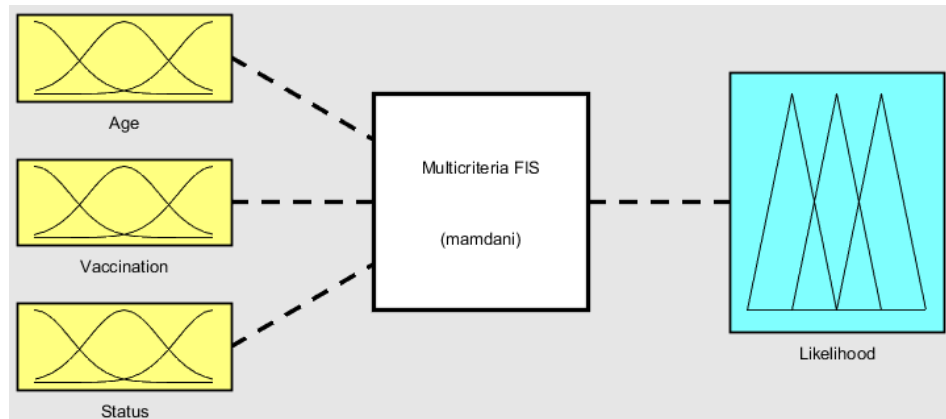 Age
Vaccination
Status
Multicriteria FIS
(mamdani)
Likelihood